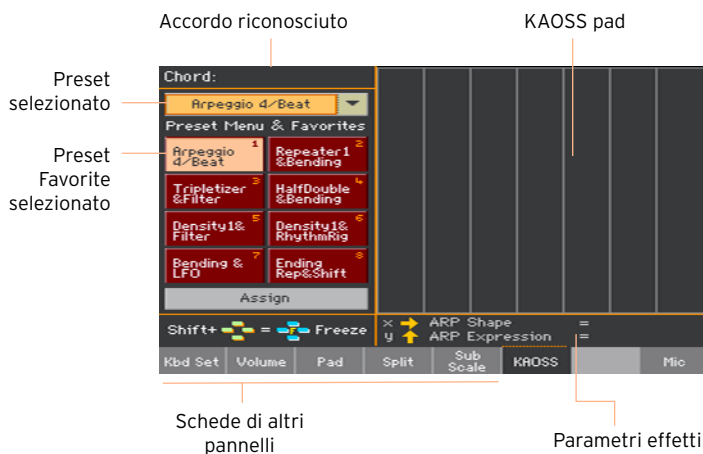 Accordo riconosciuto
KAOSS pad
Preset
selezionato
Preset
Favorite
selezionato
Chord:
Arpeggio 4/Beat
Preset Menu & Favorites
Arpeggio 1
4/Beat
Repeater1 2
&Bending
Tripletizer 3
&Filter
HalfDouble 4
&Bending
Density1& 5
Filter
Density1& 6
RhythmRig
Bending & 7
LFO
Ending 8
Rep&Shift
Assign
Shift+ = Freeze
x ARP Shape =
y ARP Expression =
Kbd Set Volume Pad Split Sub Scale KAOSS Mic
Schede di altri
pannelli
Parametri effetti